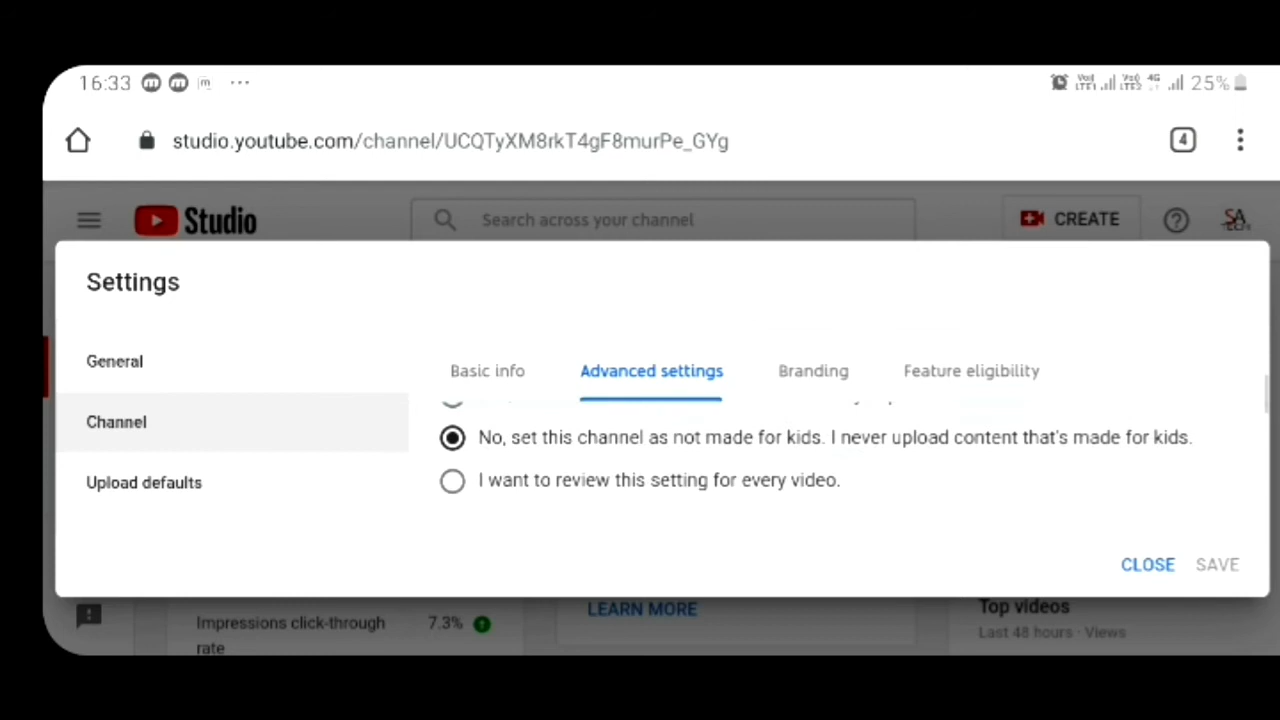 16:33 25%
studio.youtube.com/channel/UCQTyXM8rkT4gF8murPe_GYg 4
Studio Search across your channel CREATE
Settings
General
Channel
Upload defaults
Basic info Advanced settings Branding Feature eligibility
No, set this channel as not made for kids. I never upload content that's made for kids.
I want to review this setting for every video.
CLOSE SAVE
Impressions click-through rate 7.3%
LEARN MORE
Top videos
Last 48 hours · Views